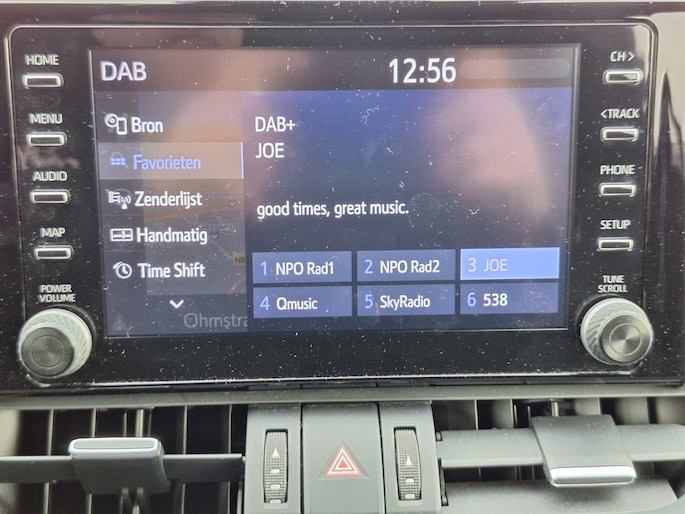 HOME
MENU
AUDIO
MAP
POWER
VOLUME
DAB
12:56
Bron
Favorieten
Zenderlijst
Handmatig
Time Shift
DAB+
JOE
good times, great music.
1 NPO Rad1
2 NPO Rad2
3 JOE
4 Qmusic
5 SkyRadio
6 538
Ohmstra
CH>
<TRACK
PHONE
SETUP
TUNE
SCROLL